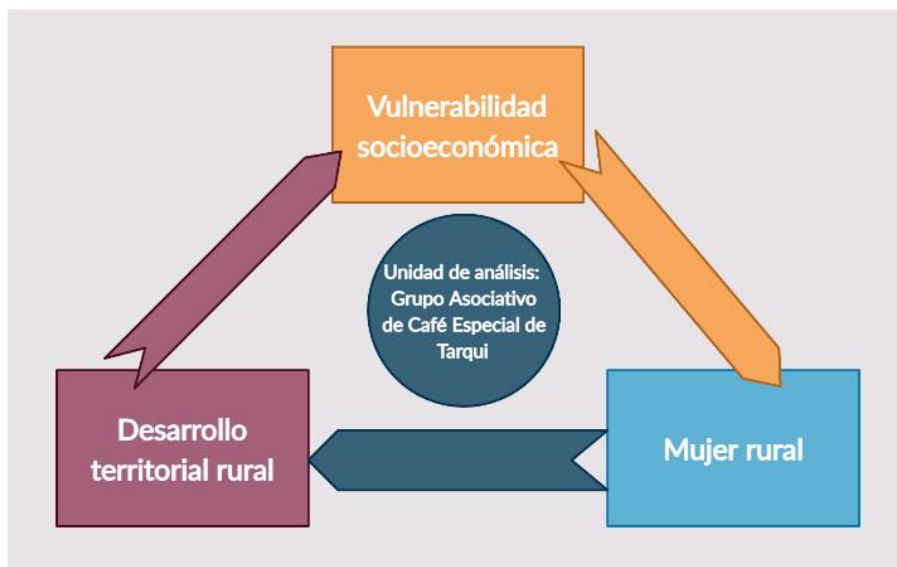 Vulnerabilidad
socioeconómica
Unidad de análisis:
Grupo Asociativo
de Café Especial de
Tarqui
Desarrollo
territorial rural
Mujer rural